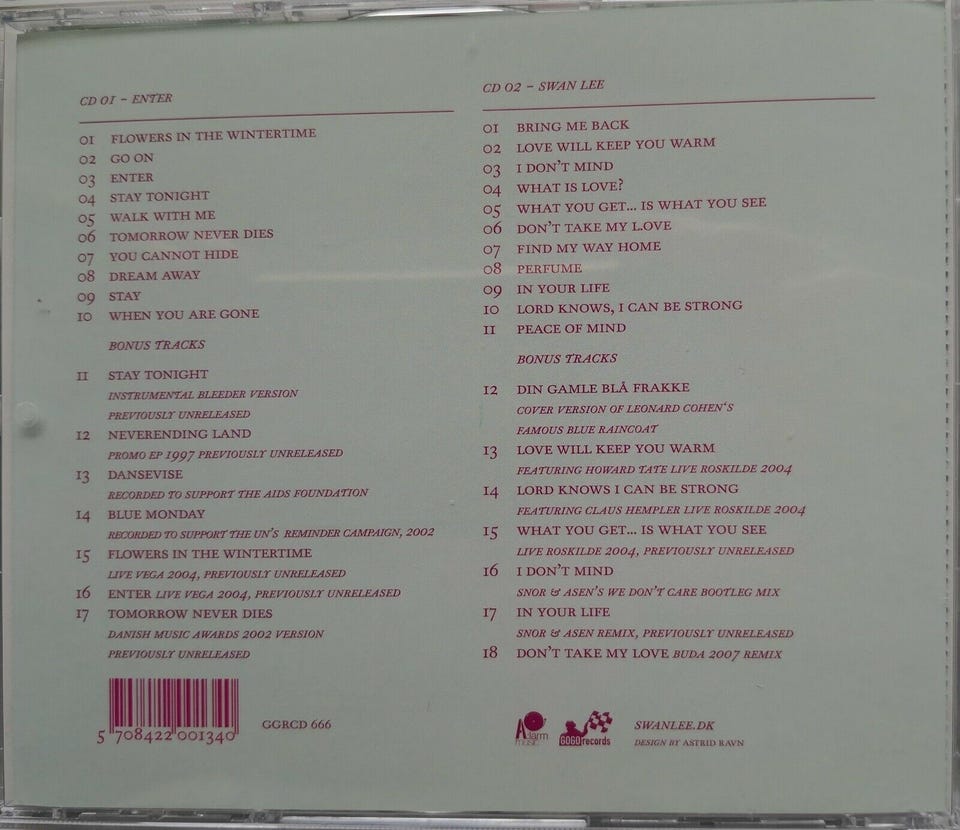 CD 01 – ENTER
01 FLOWERS IN THE WINTERTIME
02 GO ON
03 ENTER
04 STAY TONIGHT
05 WALK WITH ME
06 TOMORROW NEVER DIES
07 YOU CANNOT HIDE
08 DREAM AWAY
09 STAY
10 WHEN YOU ARE GONE
BONUS TRACKS
11 STAY TONIGHT
INSTRUMENTAL BLEEDER VERSION
PREVIOUSLY UNRELEASED
12 NEVERENDING LAND
PROMO EP 1997 PREVIOUSLY UNRELEASED
13 DANSEVISE
RECORDED TO SUPPORT THE AIDS FOUNDATION
14 BLUE MONDAY
RECORDED TO SUPPORT THE UN'S REMINDER CAMPAIGN, 2002
15 FLOWERS IN THE WINTERTIME
LIVE VEGA 2004, PREVIOUSLY UNRELEASED
16 ENTER LIVE VEGA 2004, PREVIOUSLY UNRELEASED
17 TOMORROW NEVER DIES
DANISH MUSIC AWARDS 2002 VERSION
PREVIOUSLY UNRELEASED
5 708422 001340
GGRCD 666
CD 02 – SWAN LEE
01 BRING ME BACK
02 LOVE WILL KEEP YOU WARM
03 I DON'T MIND
04 WHAT IS LOVE?
05 WHAT YOU GET... IS WHAT YOU SEE
06 DON'T TAKE MY L.OVE
07 FIND MY WAY HOME
08 PERFUME
09 IN YOUR LIFE
10 LORD KNOWS, I CAN BE STRONG
11 PEACE OF MIND
BONUS TRACKS
12 DIN GAMLE BLÅ FRAKKE
COVER VERSION OF LEONARD COHEN'S
FAMOUS BLUE RAINCOAT
13 LOVE WILL KEEP YOU WARM
FEATURING HOWARD TATE LIVE ROSKILDE 2004
14 LORD KNOWS I CAN BE STRONG
FEATURING CLAUS HEMPLER LIVE ROSKILDE 2004
15 WHAT YOU GET... IS WHAT YOU SEE
LIVE ROSKILDE 2004, PREVIOUSLY UNRELEASED
16 I DON'T MIND
SNOR & ASEN'S WE DON'T CARE BOOTLEG MIX
17 IN YOUR LIFE
SNOR & ASEN REMIX, PREVIOUSLY UNRELEASED
18 DON'T TAKE MY LOVE BUDA 2007 REMIX
Alarm
music
GOGO records
SWANLEE.DK
DESIGN BY ASTRID RAVN